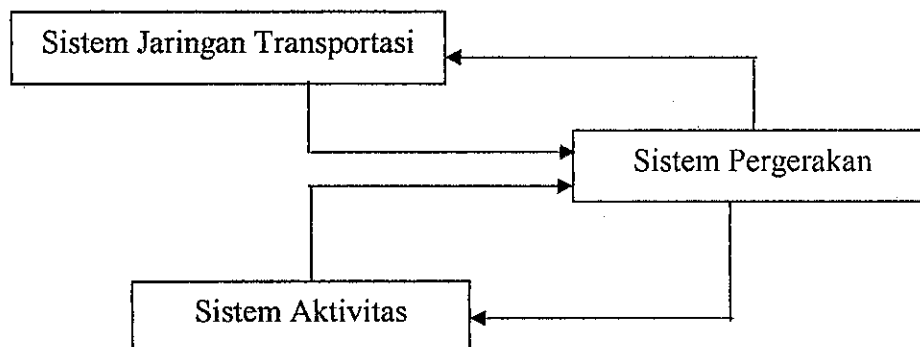 Sistem Jaringan Transportasi
Sistem Pergerakan
Sistem Aktivitas